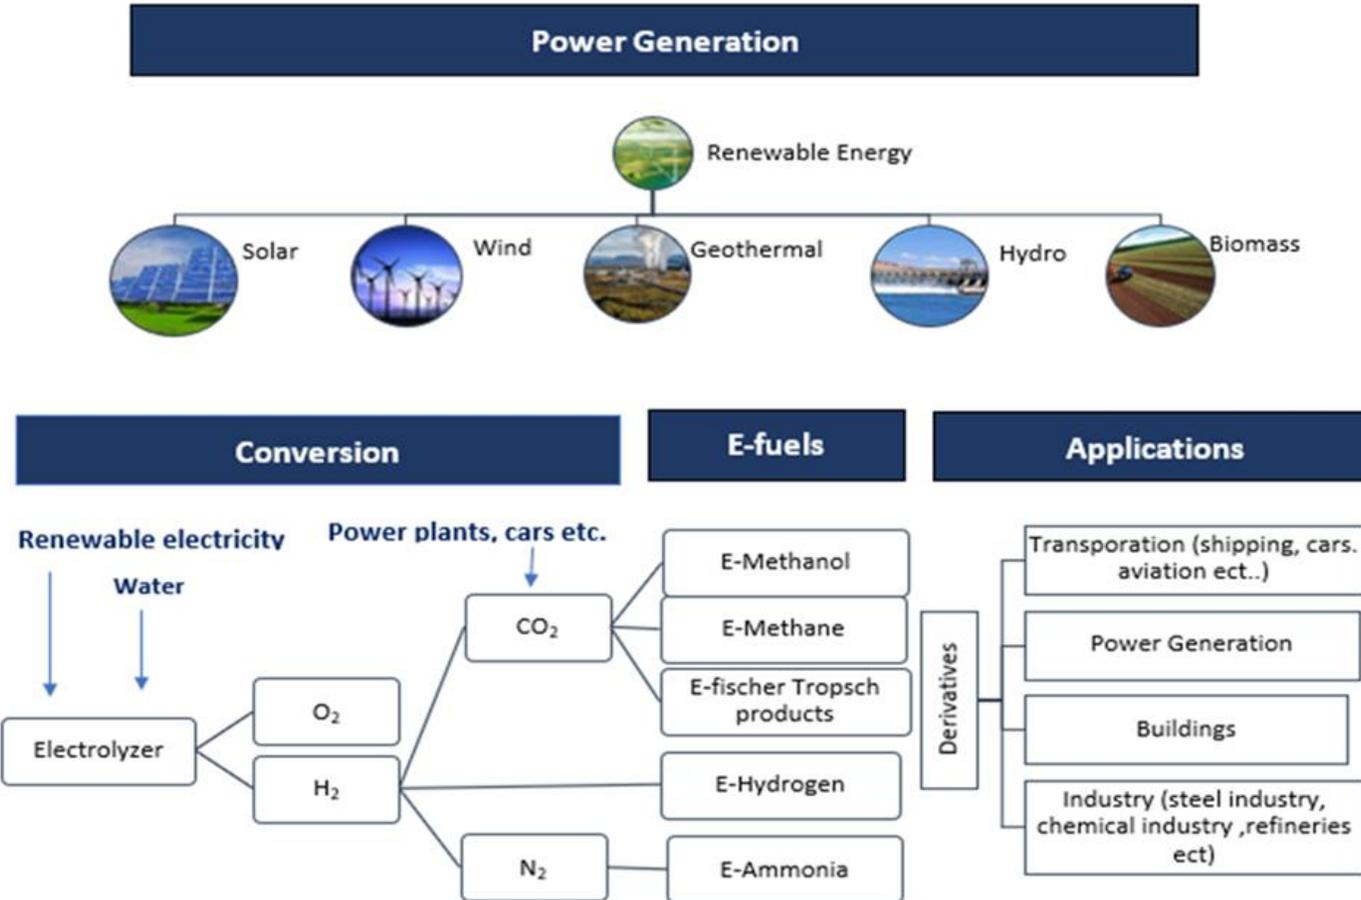 Power Generation
Renewable Energy
Solar
Wind
Geothermal
Hydro
Biomass
Conversion
E-fuels
Applications
Renewable electricity
Water
Power plants, cars etc.
Electrolyzer
O₂
H₂
CO₂
N₂
E-Methanol
E-Methane
E-fischer Tropsch
products
E-Hydrogen
E-Ammonia
Derivatives
Transporation (shipping, cars.
aviation ect..)
Power Generation
Buildings
Industry (steel industry,
chemical industry ,refineries
ect)